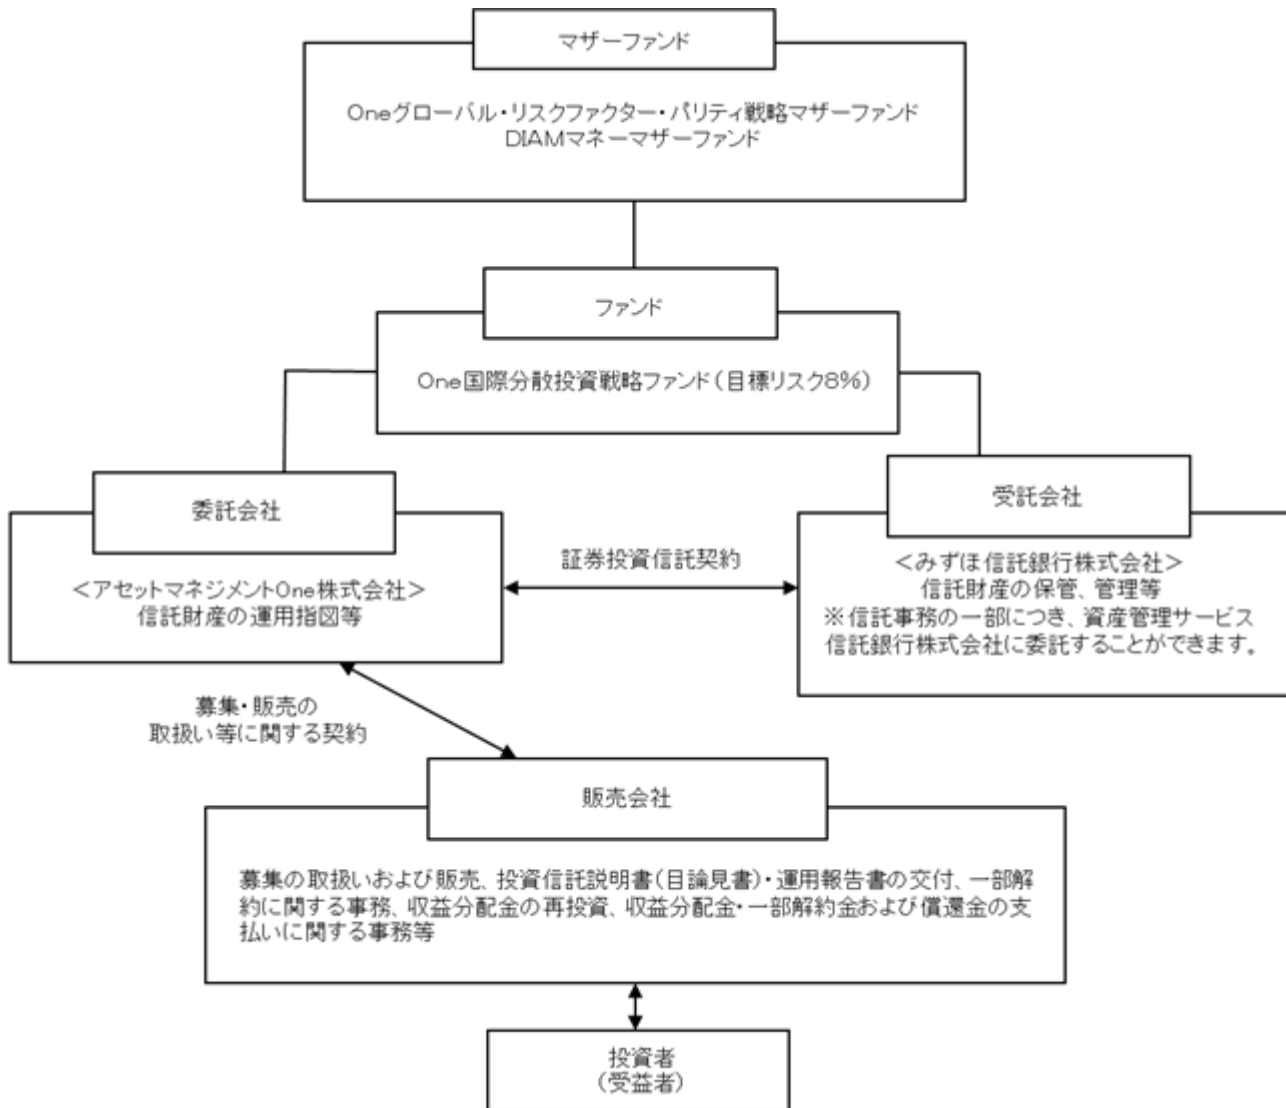 マザーファンド
Oneグローバル・リスクファクター・パリティ戦略マザーファンド
DIAMマネーマザーファンド
ファンド
One国際分散投資戦略ファンド(目標リスク8%)
委託会社
<アセットマネジメントOne株式会社>
信託財産の運用指図等
証券投資信託契約
受託会社
<みずほ信託銀行株式会社>
信託財産の保管、管理等
※信託事務の一部につき、資産管理サービス
信託銀行株式会社に委託することができます。
募集・販売の
取扱い等に関する契約
販売会社
募集の取扱いおよび販売、投資信託説明書(目論見書)・運用報告書の交付、一部解
約に関する事務、収益分配金の再投資、収益分配金・一部解約金および償還金の支
払いに関する事務等
投資者
(受益者)